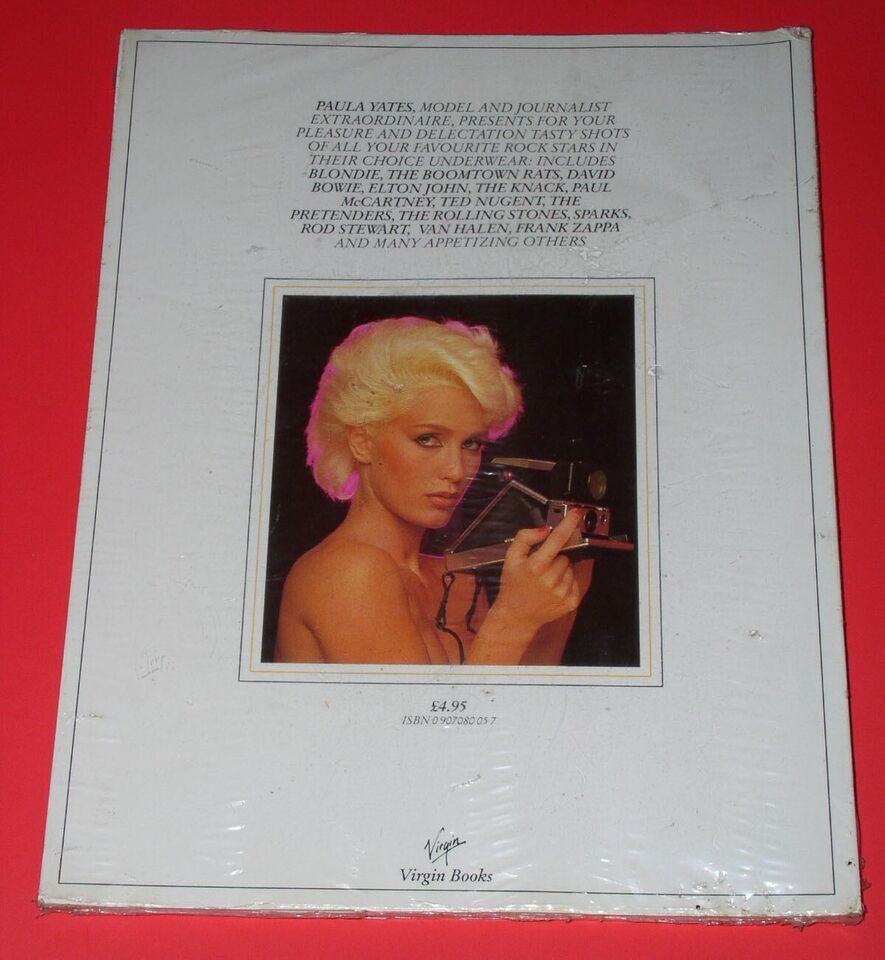 PAULA YATES, MODEL AND JOURNALIST
EXTRAORDINAIRE, PRESENTS FOR YOUR
PLEASURE AND DELECTATION TASTY SHOTS
OF ALL YOUR FAVOURITE ROCK STARS IN
THEIR CHOICE UNDERWEAR: INCLUDES
BLONDIE, THE BOOMTOWN RATS, DAVID
BOWIE, ELTON JOHN, THE KNACK, PAUL
McCARTNEY, TED NUGENT, THE
PRETENDERS, THE ROLLING STONES, SPARKS,
ROD STEWART, VAN HALEN, FRANK ZAPPA
AND MANY APPETIZING OTHERS
£4.95
ISBN 0 907080 05 7
Virgin
Virgin Books